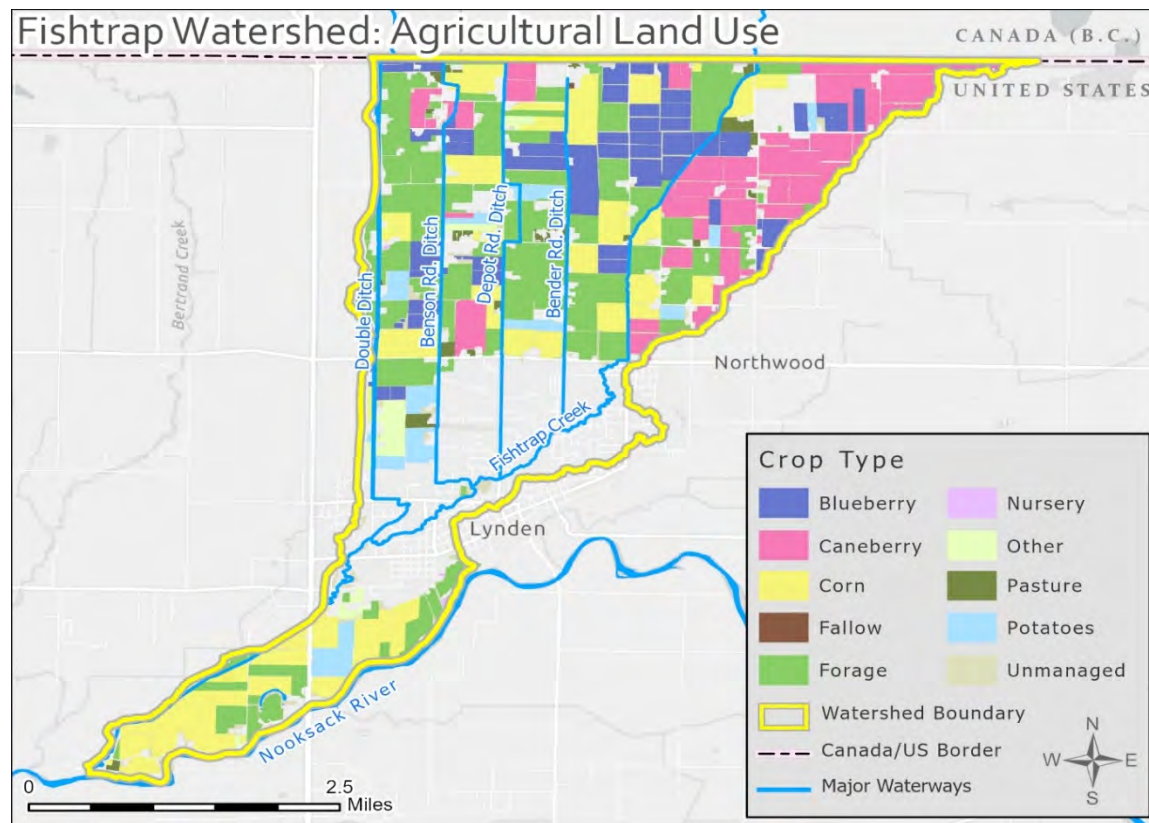 Fishtrap Watershed: Agricultural Land Use
CANADA (B.C.)
UNITED STATES
Bertrand Creek
Double Ditch
Benson Rd. Ditch
Depot Rd. Ditch
Bender Rd. Ditch
Northwood
Fishtrap Creek
Lynden
Nooksack River
Crop Type
Blueberry
Caneberry
Corn
Fallow
Forage
Nursery
Other
Pasture
Potatoes
Unmanaged
Watershed Boundary
Canada/US Border
Major Waterways
N
W E
S
0 2.5
Miles